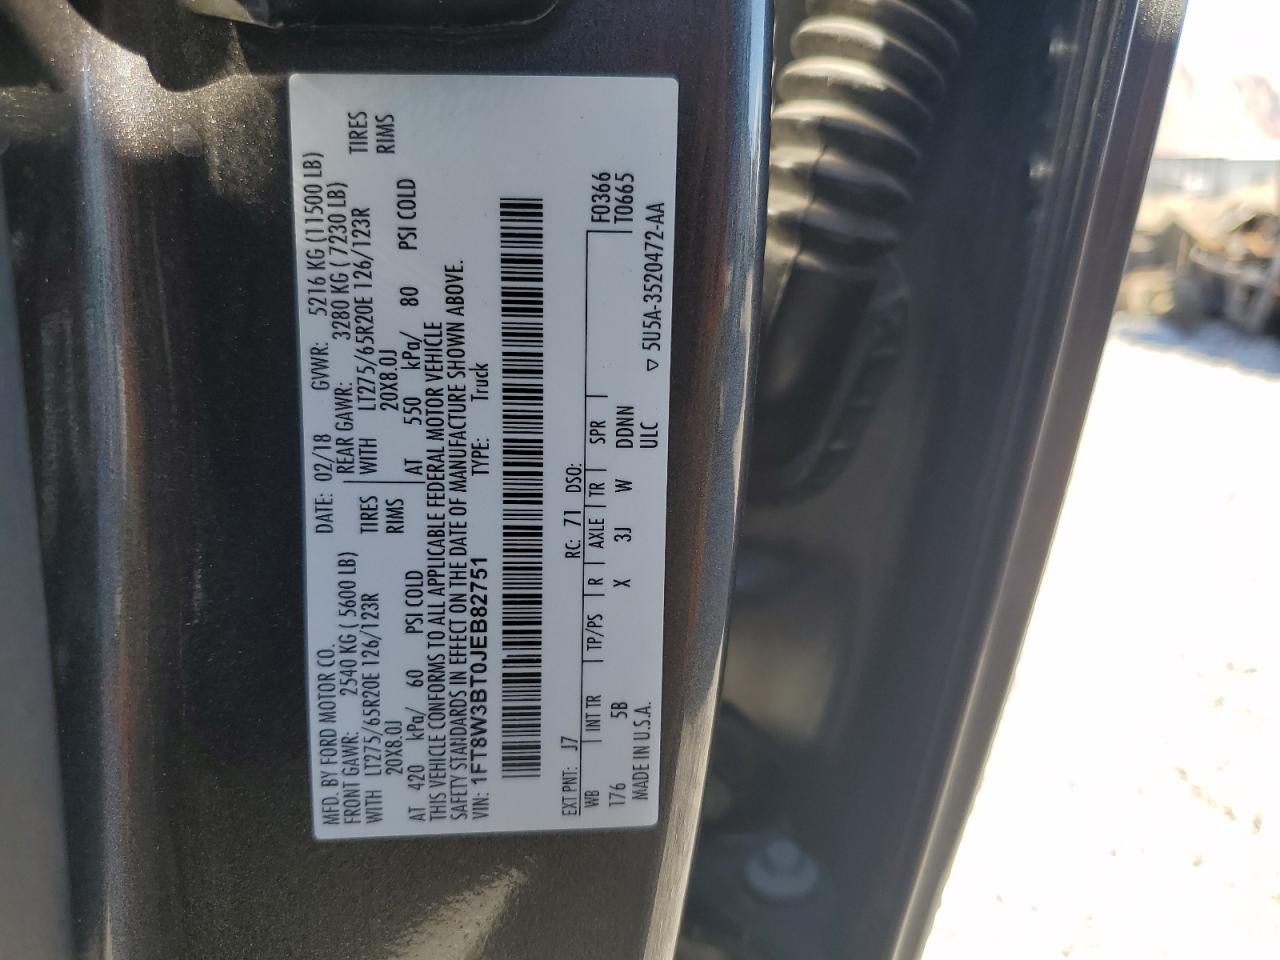 MFD. BY FORD MOTOR CO. DATE: 02/18 GVWR: 5216 KG (11500 LB)
FRONT GAWR: 2540 KG ( 5600 LB) REAR GAWR: 3280 KG ( 7230 LB)
WITH LT275/65R20E 126/123R TIRES WITH LT275/65R20E 126/123R TIRES
20X8.0J RIMS 20X8.0J RIMS
AT 420 kPa/ 60 PSI COLD AT 550 kPa/ 80 PSI COLD
THIS VEHICLE CONFORMS TO ALL APPLICABLE FEDERAL MOTOR VEHICLE
SAFETY STANDARDS IN EFFECT ON THE DATE OF MANUFACTURE SHOWN ABOVE.
VIN: 1FT8W3BT0JEB82751 TYPE: Truck
EXT PNT: J7 RC: 71 DSO:
WB INT TR TP/PS R AXLE TR SPR F0366
176 5B X 3J W DDNN T0665
MADE IN U.S.A. ULC ▽ 5U5A-3520472-AA